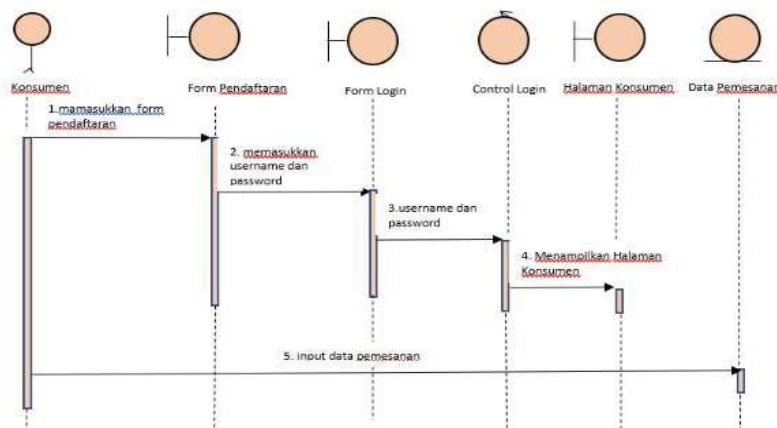 Konsumen
Form Pendaftaran
Form Login
Control Login
Halaman Konsumen
Data Pemesanan
1.mamasukkan form
pendaftaran
2. memasukkan
username dan
password
3.username dan
password
4. Menampilkan Halaman
Konsumen
5. input data pemesanan